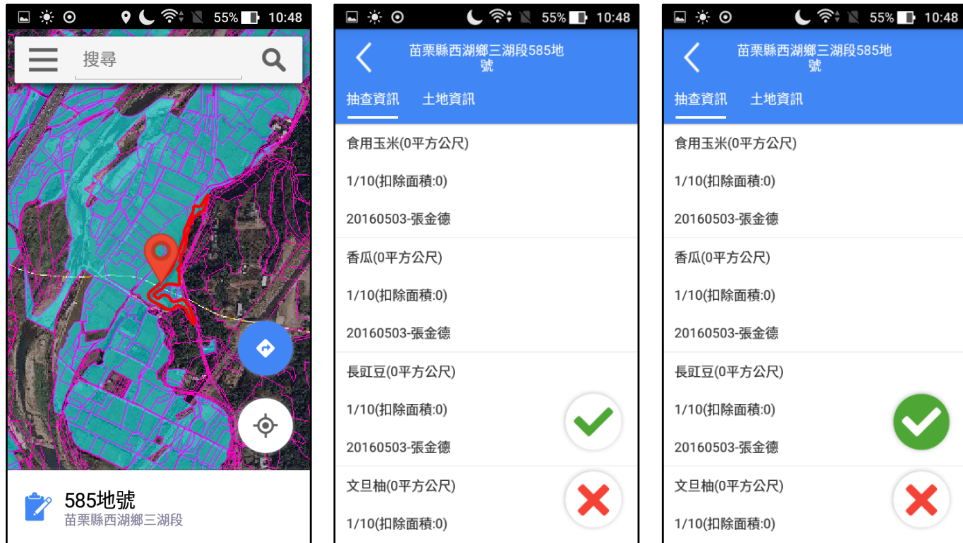 55% 10:48
搜尋
585地號
苗栗縣西湖鄉三湖段
55% 10:48
苗栗縣西湖鄉三湖段585地
號
抽查資訊 土地資訊
食用玉米(0平方公尺)
1/10(扣除面積:0)
20160503-張金德
香瓜(0平方公尺)
1/10(扣除面積:0)
20160503-張金德
長豇豆(0平方公尺)
1/10(扣除面積:0)
20160503-張金德
文旦柚(0平方公尺)
1/10(扣除面積:0)
55% 10:48
苗栗縣西湖鄉三湖段585地
號
抽查資訊 土地資訊
食用玉米(0平方公尺)
1/10(扣除面積:0)
20160503-張金德
香瓜(0平方公尺)
1/10(扣除面積:0)
20160503-張金德
長豇豆(0平方公尺)
1/10(扣除面積:0)
20160503-張金德
文旦柚(0平方公尺)
1/10(扣除面積:0)